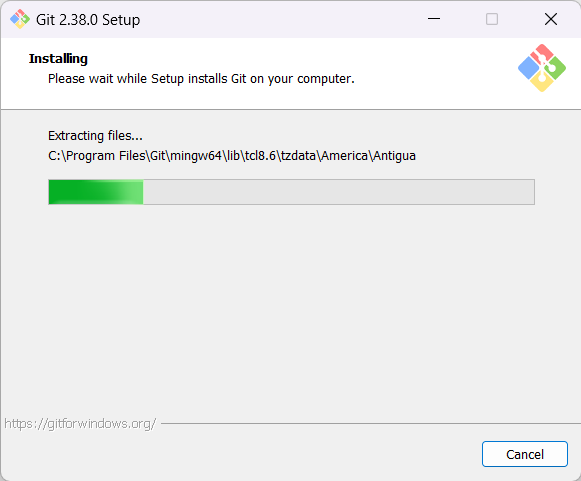 Git 2.38.0 Setup
Installing
Please wait while Setup installs Git on your computer.
Extracting files...
C:\Program Files\Git\mingw64\lib\tcl8.6\tzdata\America\Antigua
https://gitforwindows.org/
Cancel